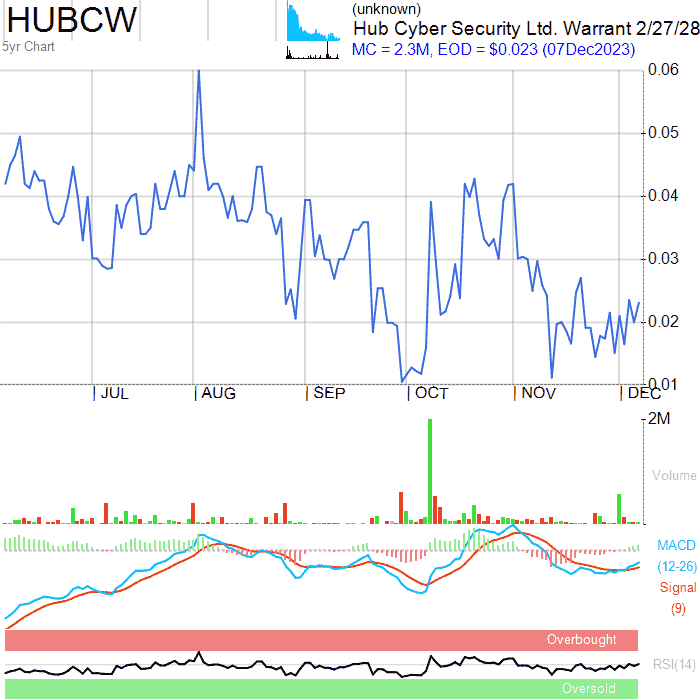 HUBCW
5yr Chart
(unknown)
Hub Cyber Security Ltd. Warrant 2/27/28
MC = 2.3M, EOD = $0.023 (07Dec2023)
0.06
0.05
0.04
0.03
0.02
0.01
JUL AUG SEP OCT NOV DEC
2M
Volume
MACD
(12-26)
Signal
(9)
Overbought
RSI(14)
Oversold